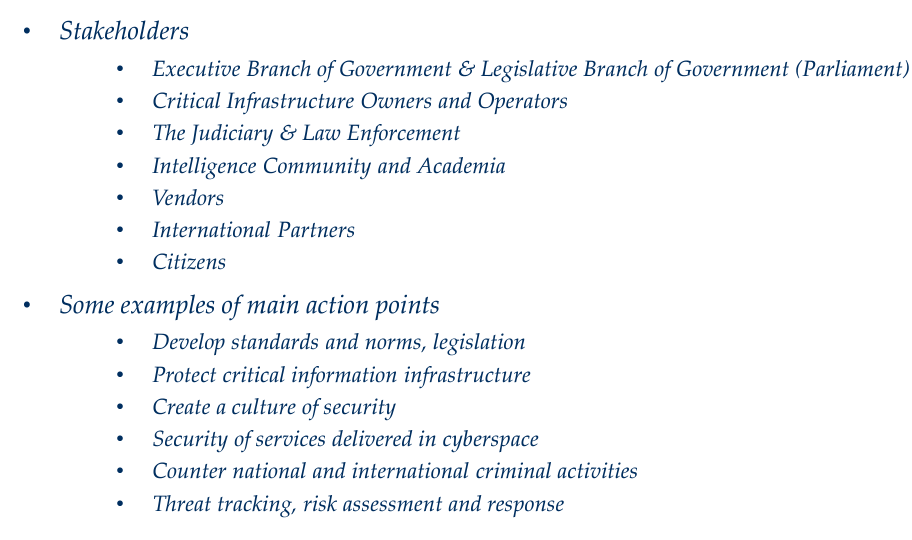 • Stakeholders
• Executive Branch of Government & Legislative Branch of Government (Parliament)
• Critical Infrastructure Owners and Operators
• The Judiciary & Law Enforcement
• Intelligence Community and Academia
• Vendors
• International Partners
• Citizens
• Some examples of main action points
• Develop standards and norms, legislation
• Protect critical information infrastructure
• Create a culture of security
• Security of services delivered in cyberspace
• Counter national and international criminal activities
• Threat tracking, risk assessment and response